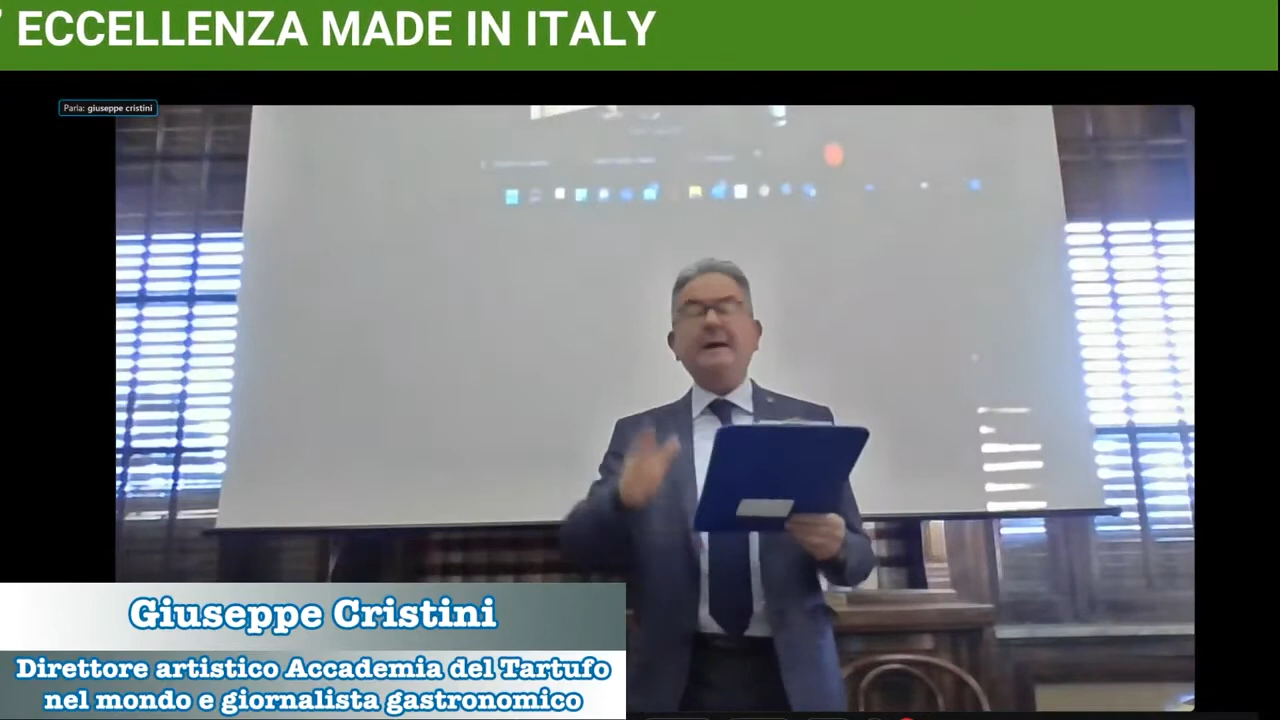 ' ECCELLENZA MADE IN ITALY
Parla: giuseppe cristini
Giuseppe Cristini
Direttore artistico Accademia del Tartufo
nel mondo e giornalista gastronomico